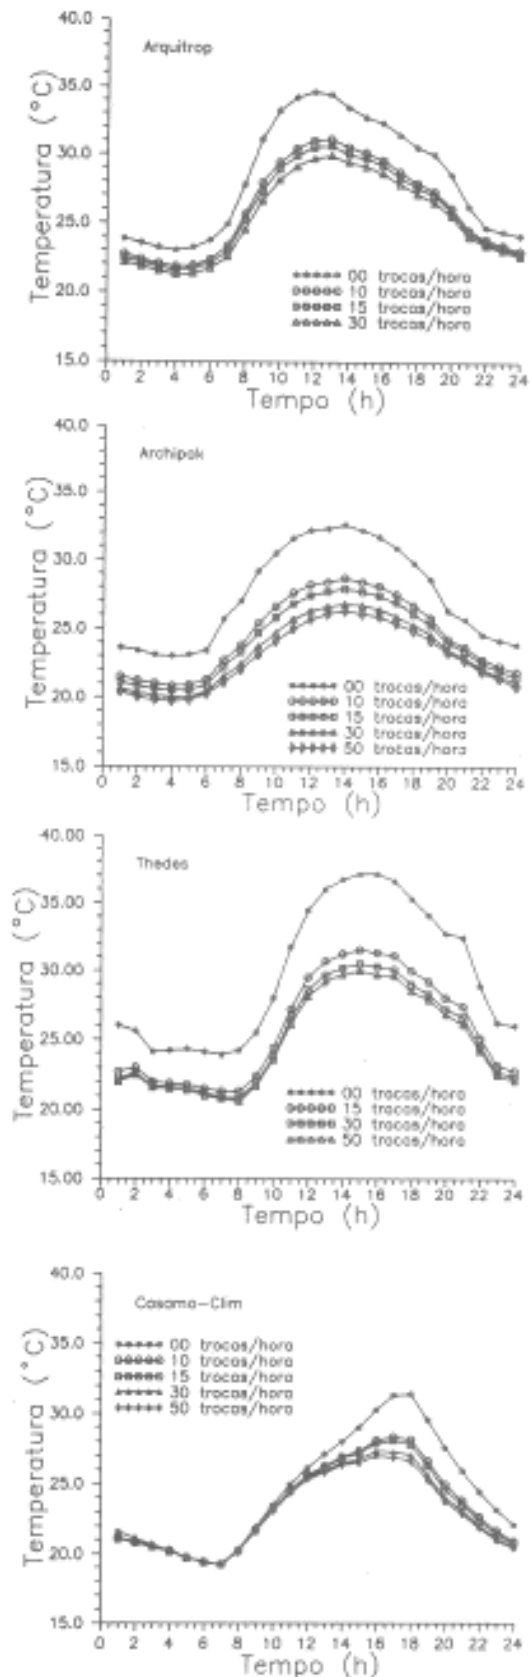 40.0
Arquitrop
35.0
30.0
25.0
20.0
15.0
Temperatura (°C)
00 trocas/hora
10 trocas/hora
15 trocas/hora
30 trocas/hora
0 2 4 6 8 10 12 14 16 18 20 22 24
Tempo (h)
40.0
Archipak
35.0
30.0
25.0
20.0
15.0
Temperatura (°C)
00 trocas/hora
10 trocas/hora
15 trocas/hora
30 trocas/hora
50 trocas/hora
0 2 4 6 8 10 12 14 16 18 20 22 24
Tempo (h)
40.00
Thedes
35.00
30.00
25.00
20.00
15.00
Temperatura (°C)
00 trocas/hora
15 trocas/hora
30 trocas/hora
50 trocas/hora
0 2 4 6 8 10 12 14 16 18 20 22 24
Tempo (h)
40.0
Casamo-Clim
35.0
30.0
25.0
20.0
15.0
Temperatura (°C)
00 trocas/hora
10 trocas/hora
15 trocas/hora
30 trocas/hora
50 trocas/hora
0 2 4 6 8 10 12 14 16 18 20 22 24
Tempo (h)